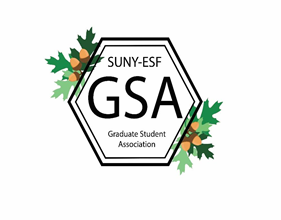 SUNY-ESF
GSA
Graduate Student
Association